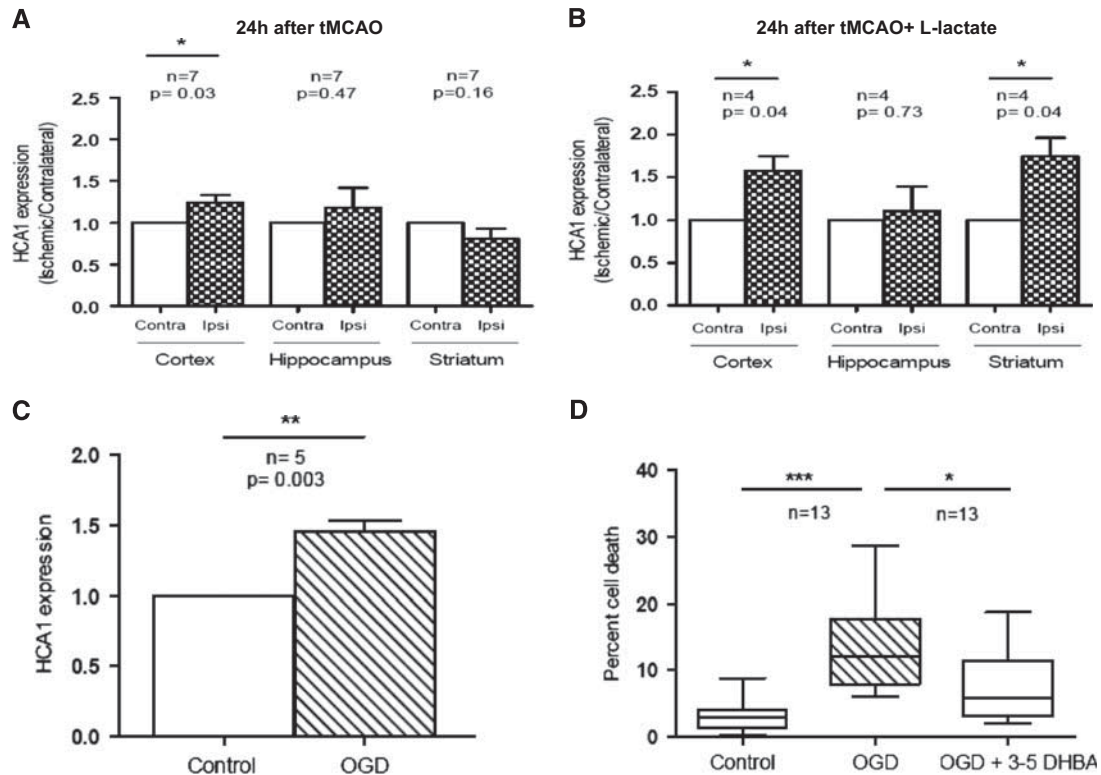 A
24h after tMCAO
*
n=7
p= 0.03
n=7
p=0.47
n=7
p=0.16
HCA1 expression
(Ischemic/Contralateral)
2.5
2.0
1.5
1.0
0.5
0.0
Contra Ipsi Contra Ipsi Contra Ipsi
Cortex Hippocampus Striatum
B
24h after tMCAO+ L-lactate
* *
n=4
p= 0.04
n=4
p= 0.73
n=4
p= 0.04
HCA1 expression
(Ischemic/Contralateral)
2.5
2.0
1.5
1.0
0.5
0.0
Contra Ipsi Contra Ipsi Contra Ipsi
Cortex Hippocampus Striatum
C
**
n= 5
p= 0.003
HCA1 expression
2.0
1.5
1.0
0.5
0.0
Control OGD
D
*** *
n=13 n=13
Percent cell death
40
30
20
10
0
Control OGD OGD + 3-5 DHBA